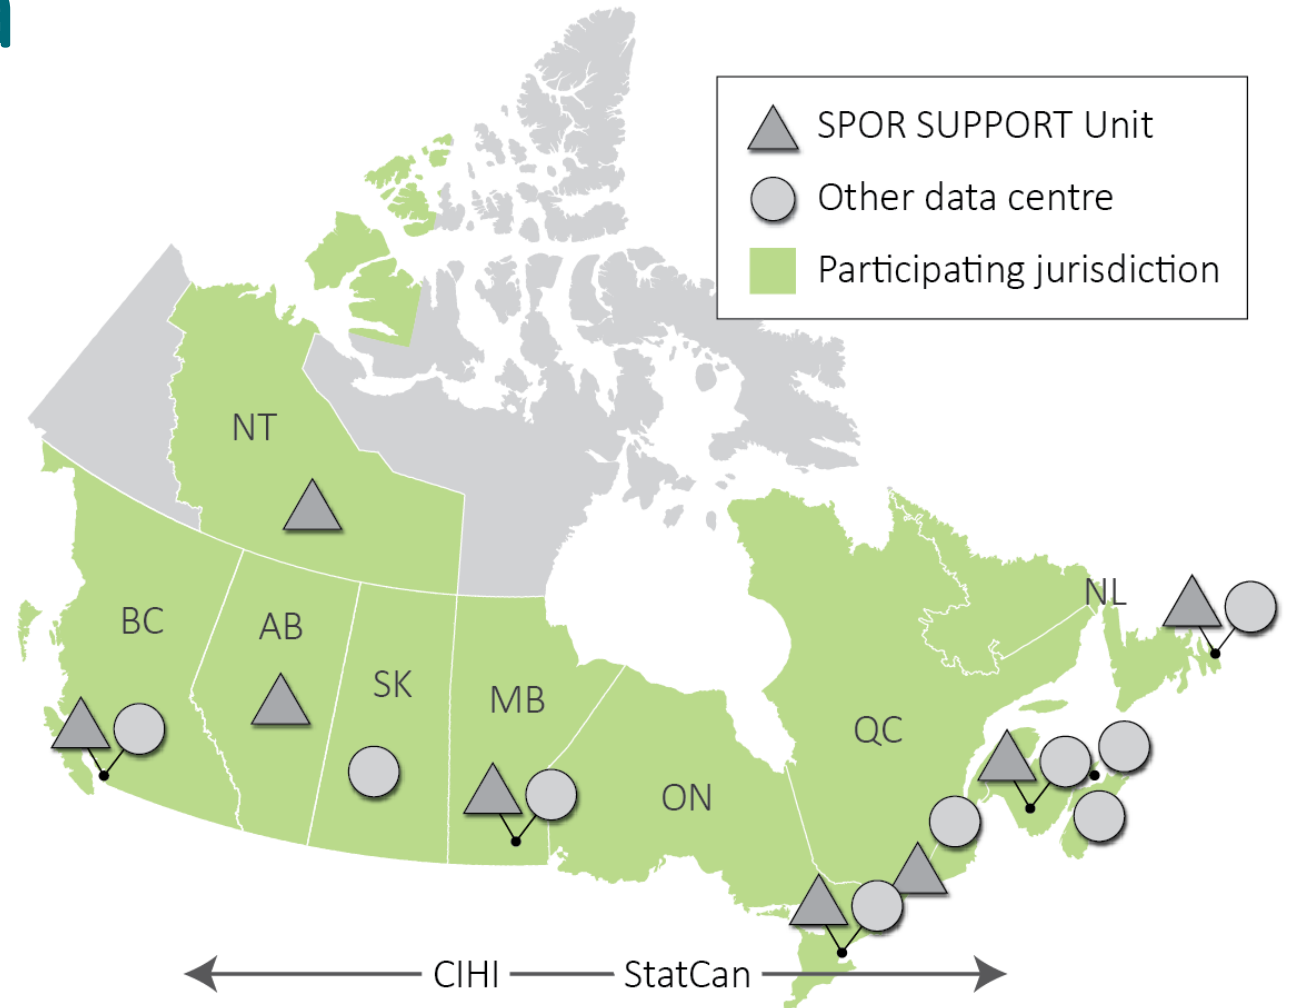 SPOR SUPPORT Unit
Other data centre
Participating jurisdiction
NT
NL
BC
AB
SK
MB
QC
ON
CIHI
StatCan